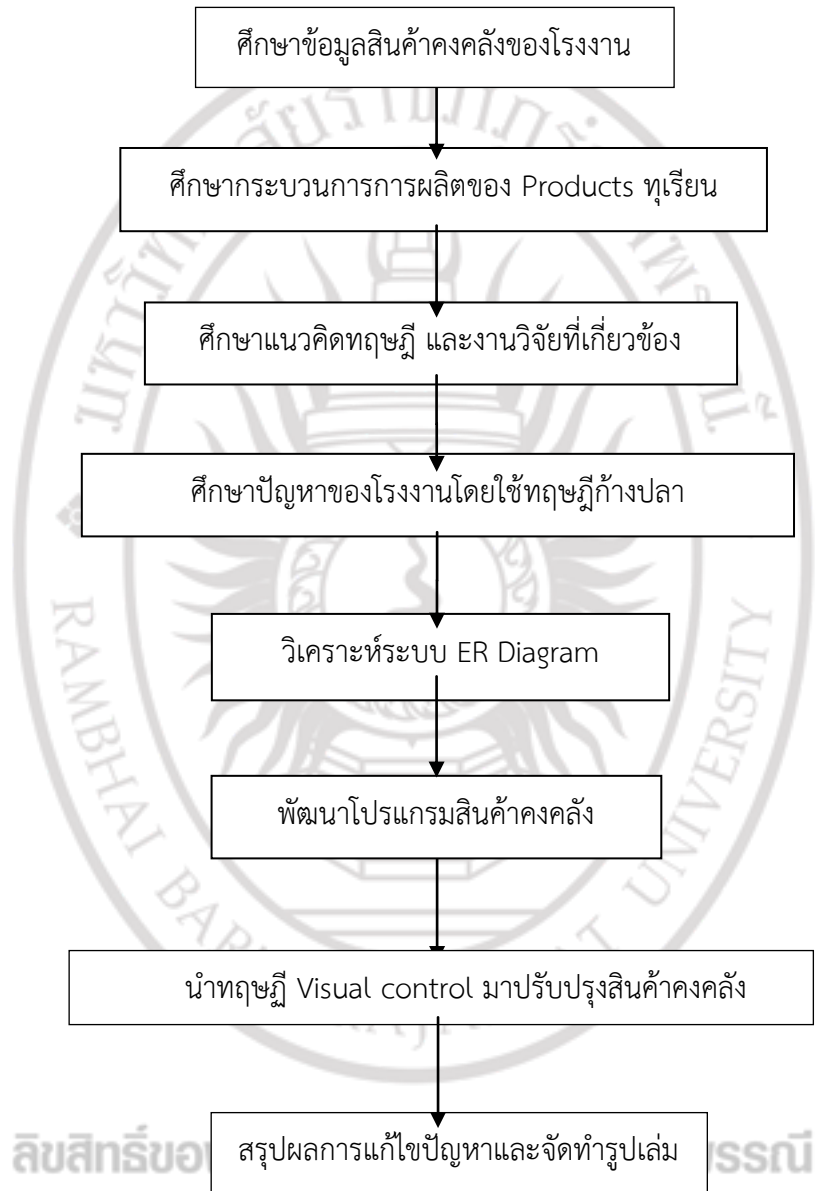 ศึกษาข้อมูลสินค้าคงคลังของโรงงาน
ศึกษากระบวนการการผลิตของ Products ทุเรียน
ศึกษาแนวคิดทฤษฎี และงานวิจัยที่เกี่ยวข้อง
ศึกษาปัญหาของโรงงานโดยใช้ทฤษฎีก้างปลา
วิเคราะห์ระบบ ER Diagram
พัฒนาโปรแกรมสินค้าคงคลัง
นำทฤษฏี Visual control มาปรับปรุงสินค้าคงคลัง
สรุปผลการแก้ไขปัญหาและจัดทำรูปเล่ม
RAMBHAI
UNIVERSITY